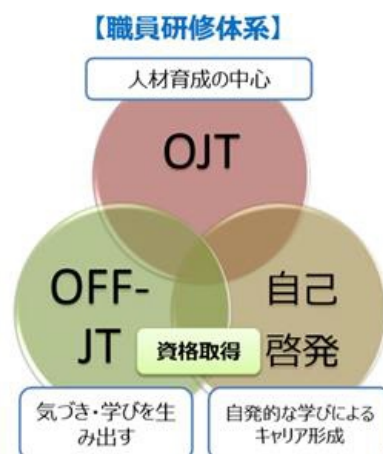 【職員研修体系】
人材育成の中心
OJT
OFF-
JT
自己
啓発
資格取得
気づき・学びを生
み出す
自発的な学びによる
キャリア形成